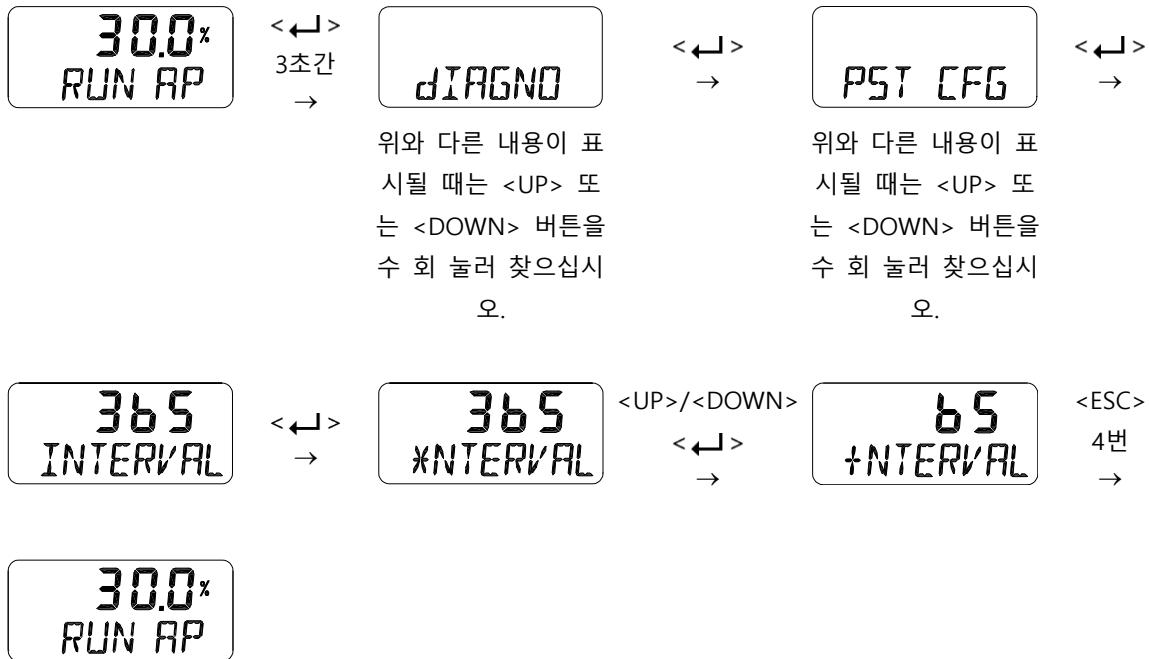 30.0%
RUN AP
<↵>
3초간
→
dIAGNO
<↵>
→
PST CFG
<↵>
→
위와 다른 내용이 표
시될 때는 <UP> 또
는 <DOWN> 버튼을
수 회 눌러 찾으십시
오.
위와 다른 내용이 표
시될 때는 <UP> 또
는 <DOWN> 버튼을
수 회 눌러 찾으십시
오.
365
INTERVAL
<↵>
→
365
*NTERVAL
<UP>/<DOWN>
<↵>
→
65
+NTERVAL
<ESC>
4번
→
30.0%
RUN AP